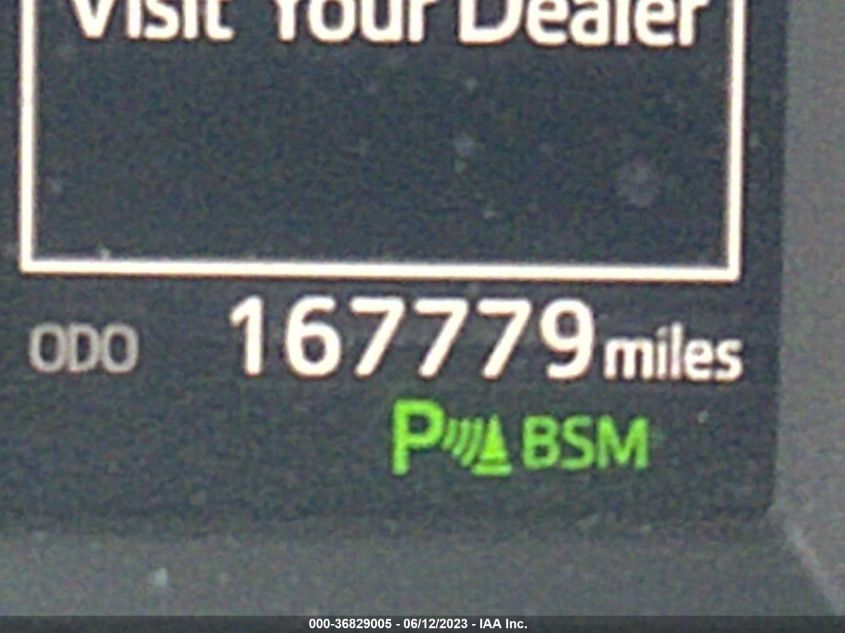 Visit Your Dealer
ODO 167779 miles
P BSM
000-36829005 - 06/12/2023 - IAA Inc.